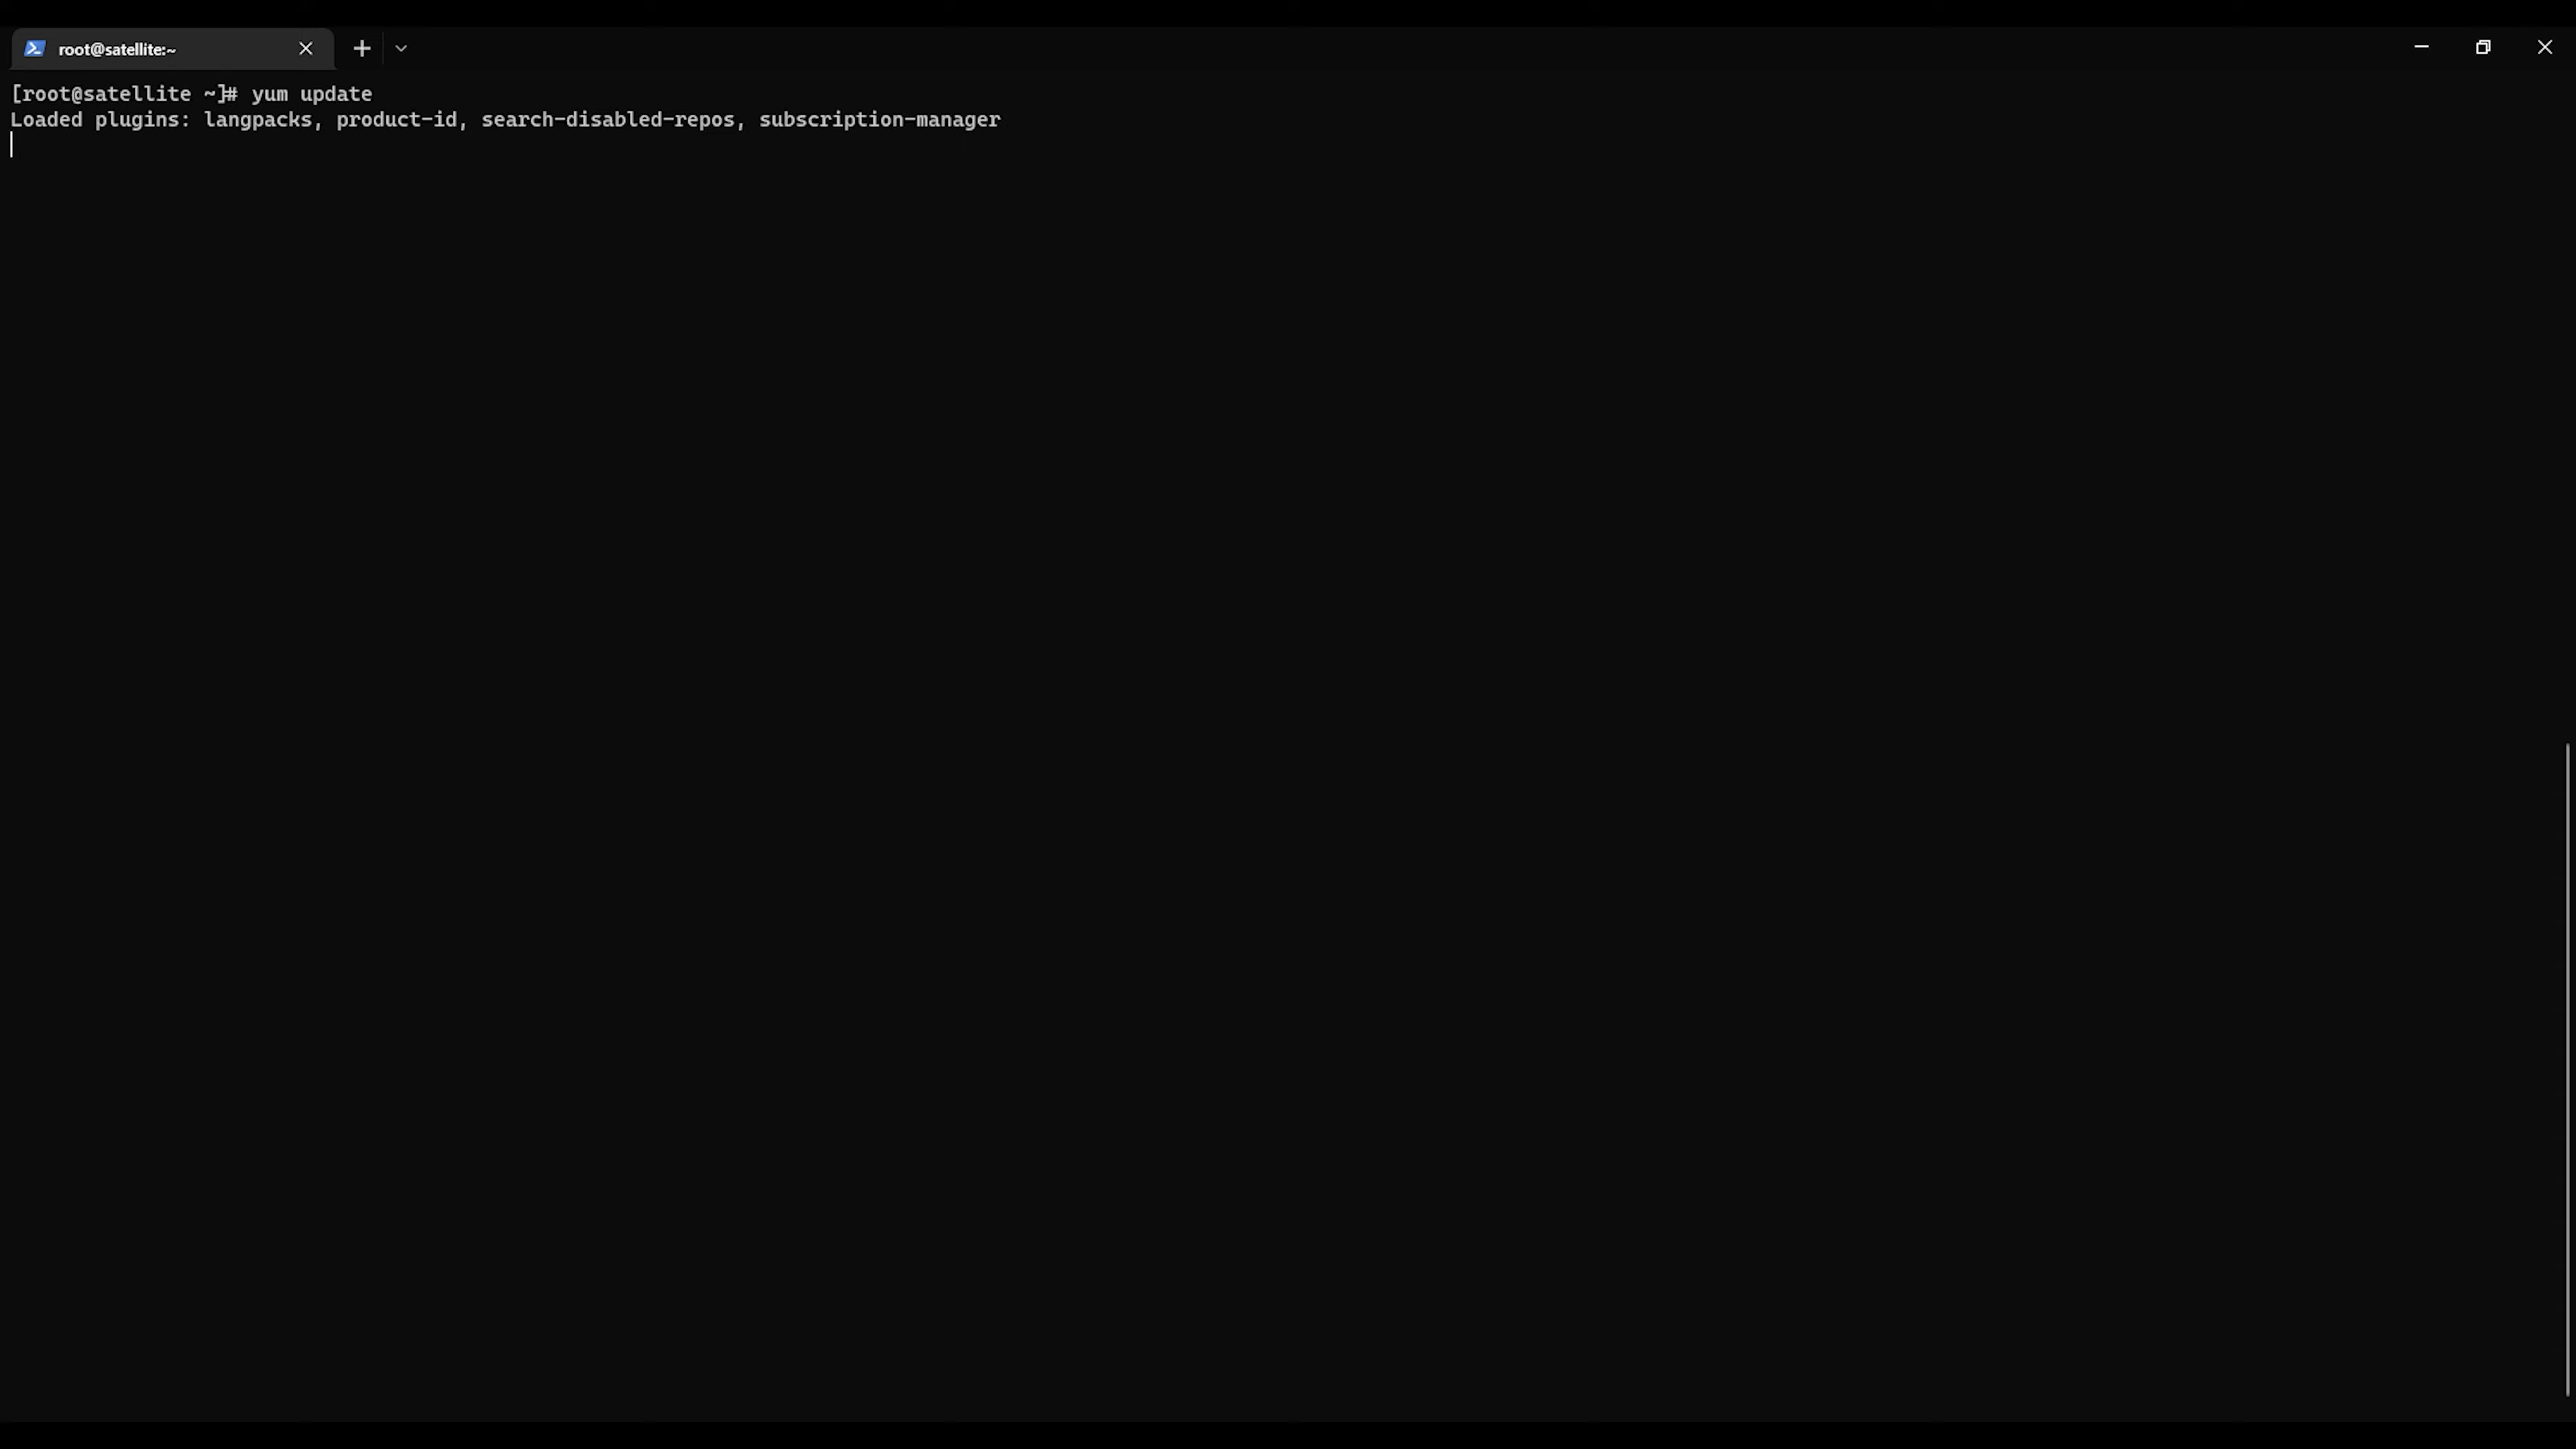 root@satellite:~
[root@satellite ~]# yum update
Loaded plugins: langpacks, product-id, search-disabled-repos, subscription-manager